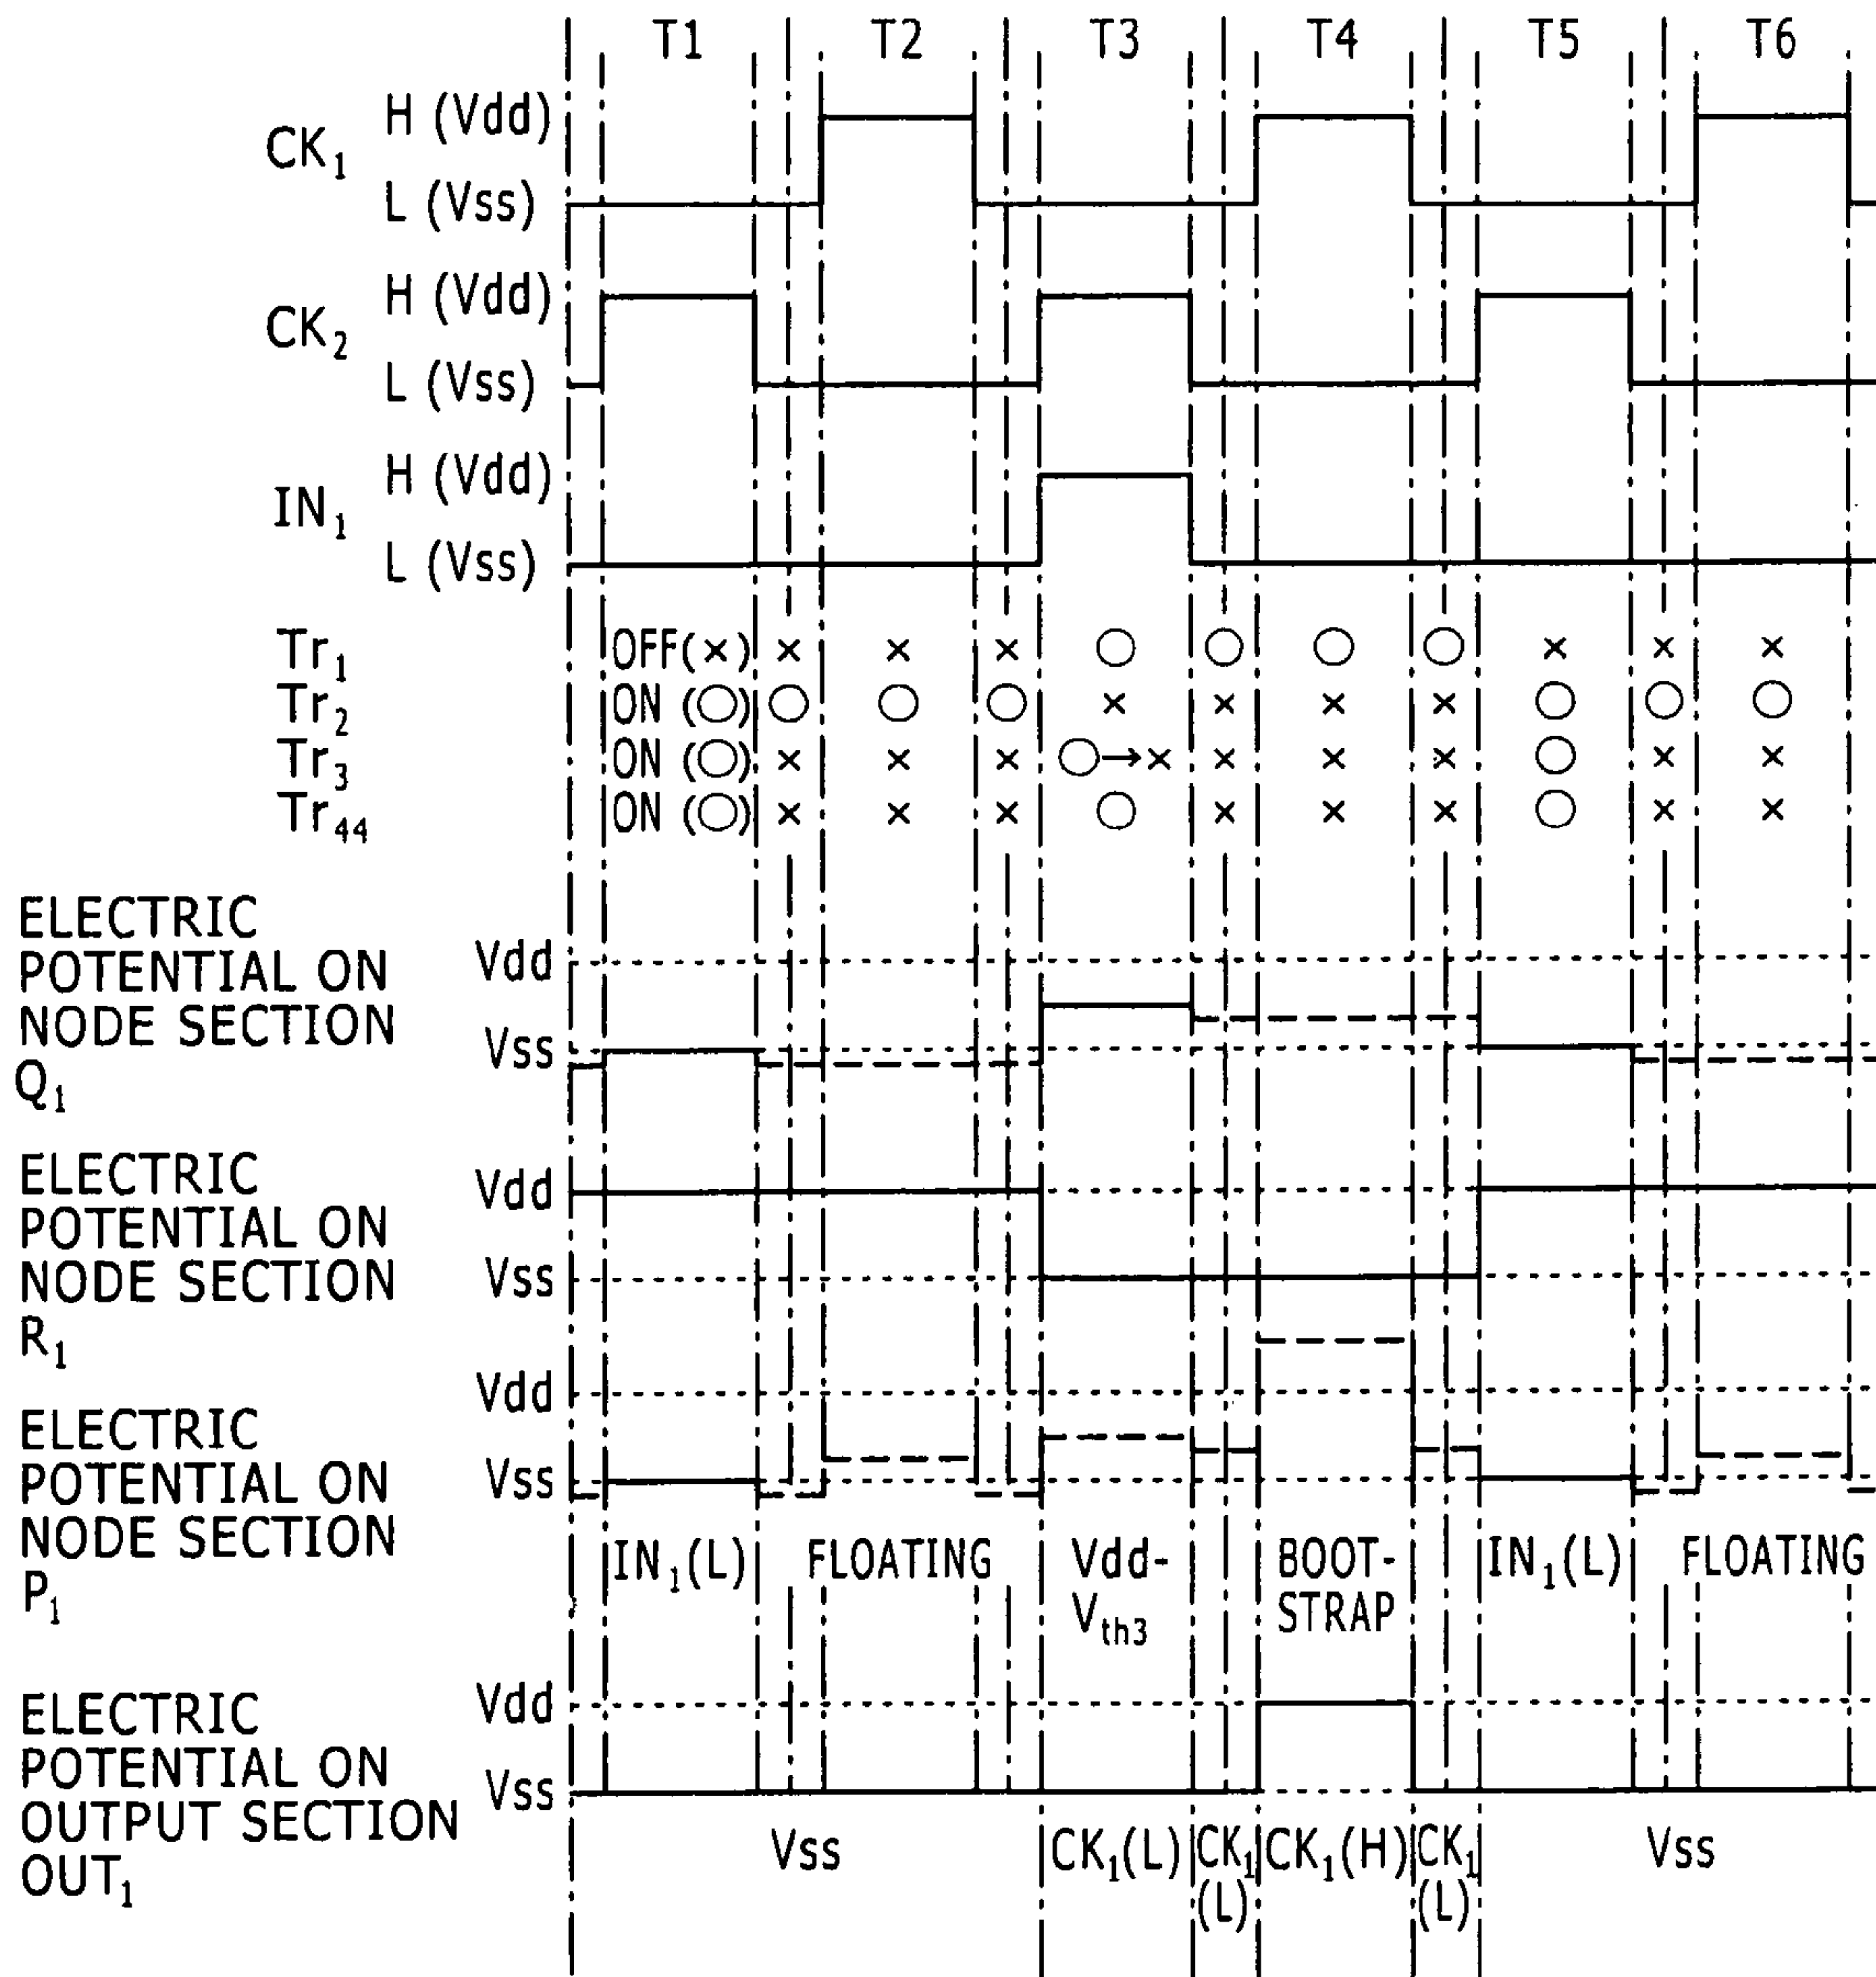 T1 T2 T3 T4 T5 T6
CK₁ H (Vdd)
L (Vss)
CK₂ H (Vdd)
L (Vss)
IN₁ H (Vdd)
L (Vss)
Tr₁ OFF(×) × × × ○ ○ ○ ○ × × ×
Tr₂ ON (○) ○ ○ ○ × × × × ○ ○ ○
Tr₃ ON (○) × × × ○→× × × × ○ × ×
Tr₄₄ ON (○) × × × ○ × × × ○ × ×
ELECTRIC
POTENTIAL ON
NODE SECTION
Q₁
Vdd
Vss
ELECTRIC
POTENTIAL ON
NODE SECTION
R₁
Vdd
Vss
ELECTRIC
POTENTIAL ON
NODE SECTION
P₁
Vdd
Vss
IN₁(L) FLOATING Vdd- BOOT- IN₁(L) FLOATING
Vth3 STRAP
ELECTRIC
POTENTIAL ON
OUTPUT SECTION
OUT₁
Vdd
Vss
Vss CK₁(L) CK₁ CK₁(H) CK₁ Vss
(L) (L)